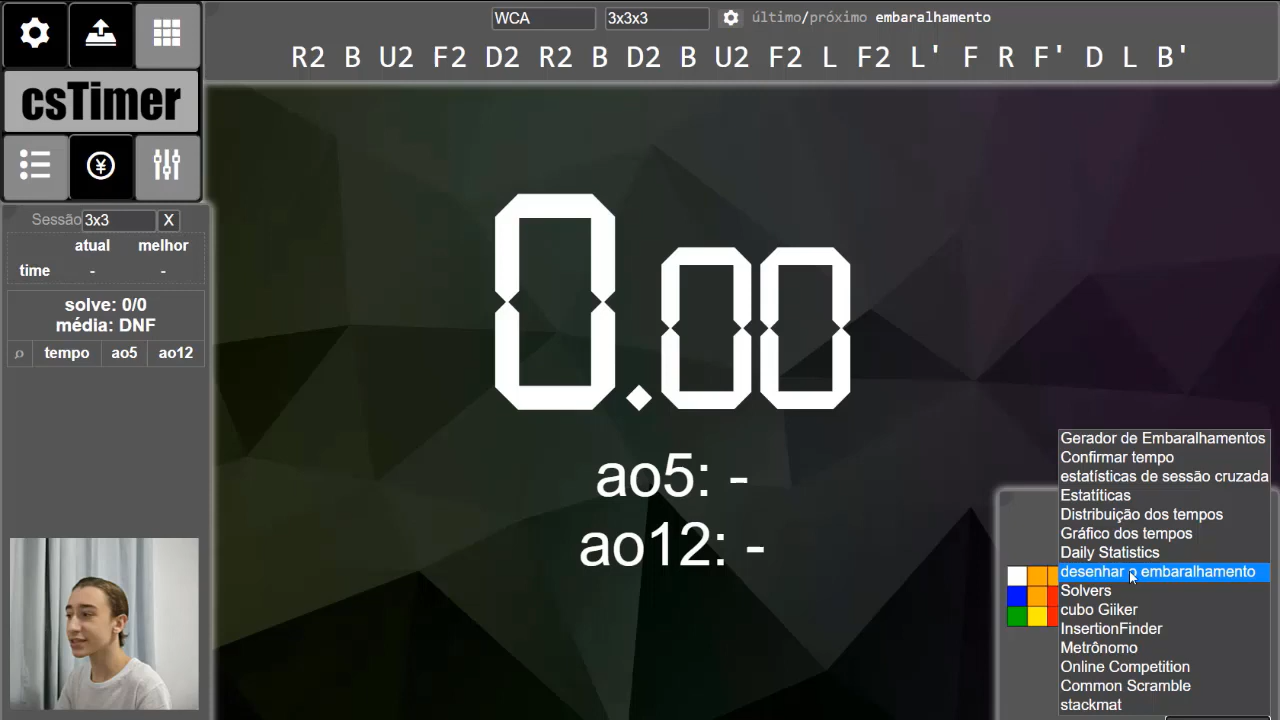 WCA 3x3x3 último/próximo embaralhamento
R2 B U2 F2 D2 R2 B D2 B U2 F2 L F2 L' F R F' D L B'
csTimer
Sessão 3x3 X
atual melhor
time - -
solve: 0/0
média: DNF
tempo ao5 ao12
0.00
ao5: -
ao12: -
Gerador de Embaralhamentos
Confirmar tempo
estatísticas de sessão cruzada
Estatíticas
Distribuição dos tempos
Gráfico dos tempos
Daily Statistics
desenhar o embaralhamento
Solvers
cubo Giiker
InsertionFinder
Metrônomo
Online Competition
Common Scramble
stackmat